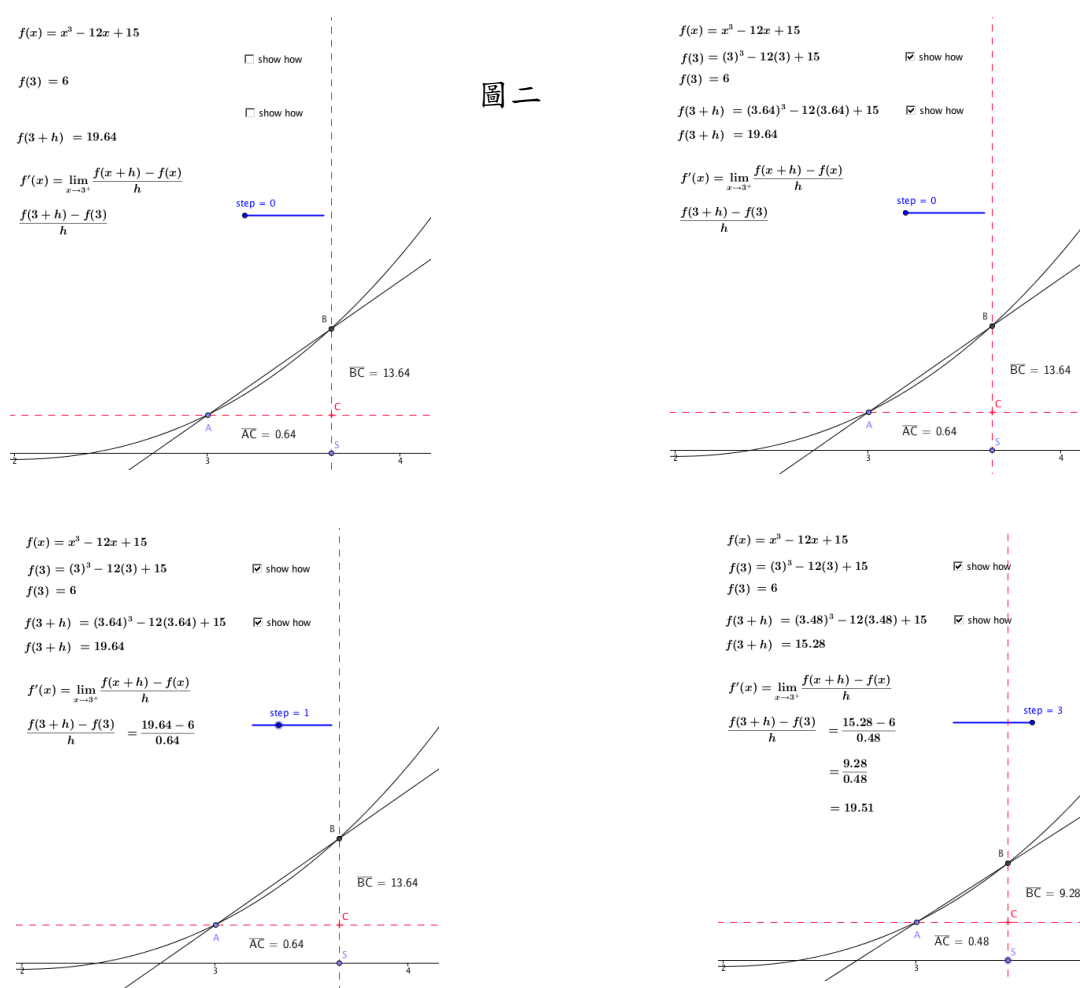 f(x) = x³ − 12x + 15
show how
f(3) = 6
show how
f(3 + h) = 19.64
f′(x) = lim x→3⁺ f(x + h) − f(x) / h
step = 0
f(3 + h) − f(3) / h
B
BC = 13.64
C
A
AC = 0.64
S
2 3 4
圖二
f(x) = x³ − 12x + 15
f(3) = (3)³ − 12(3) + 15
show how
f(3) = 6
f(3 + h) = (3.64)³ − 12(3.64) + 15
show how
f(3 + h) = 19.64
f′(x) = lim x→3⁺ f(x + h) − f(x) / h
step = 0
f(3 + h) − f(3) / h
B
BC = 13.64
C
A
AC = 0.64
S
2 3 4
f(x) = x³ − 12x + 15
f(3) = (3)³ − 12(3) + 15
show how
f(3) = 6
f(3 + h) = (3.64)³ − 12(3.64) + 15
show how
f(3 + h) = 19.64
f′(x) = lim x→3⁺ f(x + h) − f(x) / h
step = 1
f(3 + h) − f(3) / h = 19.64 − 6 / 0.64
B
BC = 13.64
C
A
AC = 0.64
S
2 3 4
f(x) = x³ − 12x + 15
f(3) = (3)³ − 12(3) + 15
show how
f(3) = 6
f(3 + h) = (3.48)³ − 12(3.48) + 15
show how
f(3 + h) = 15.28
f′(x) = lim x→3⁺ f(x + h) − f(x) / h
step = 3
f(3 + h) − f(3) / h = 15.28 − 6 / 0.48
= 9.28 / 0.48
= 19.51
B
BC = 9.28
C
A
AC = 0.48
S
2 3